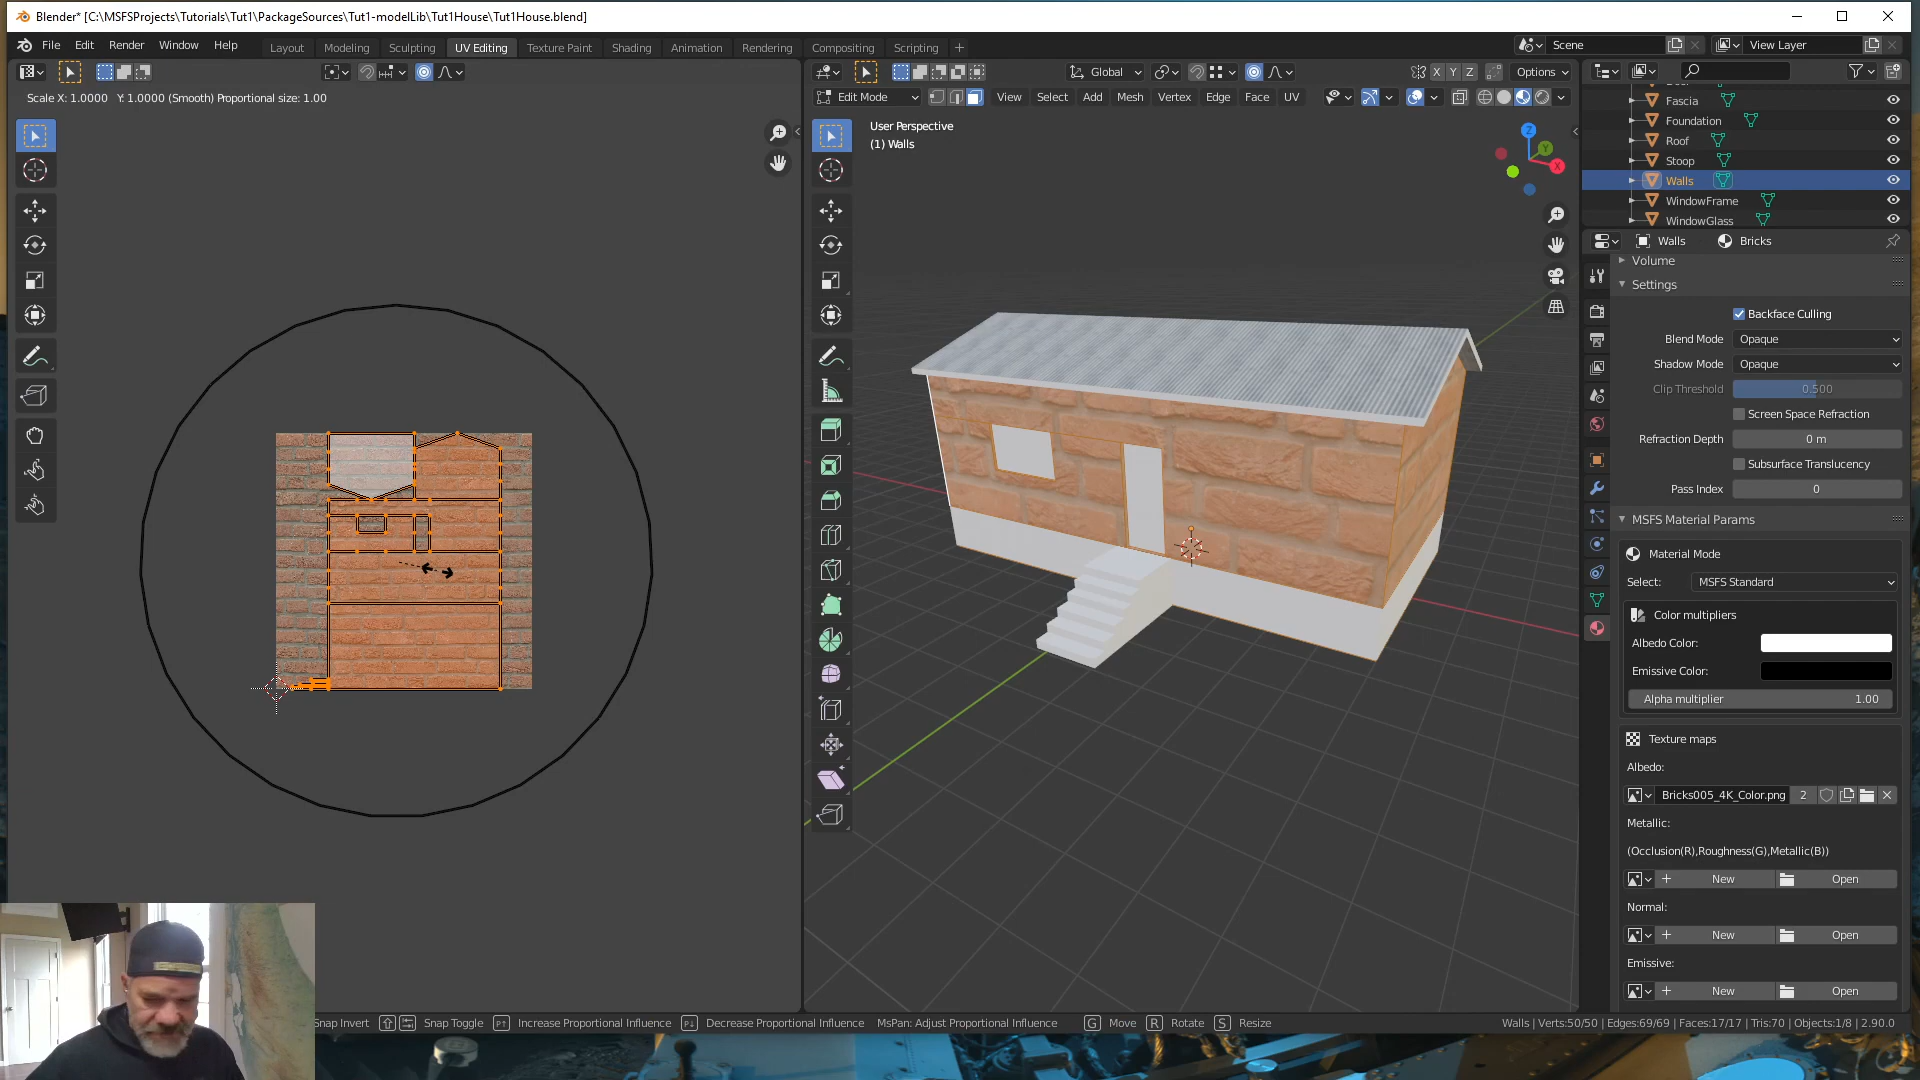 Blender* [C:\MSFSProjects\Tutorials\Tut1\PackageSources\Tut1-modelLib\Tut1House\Tut1House.blend]
File Edit Render Window Help Layout Modeling Sculpting UV Editing Texture Paint Shading Animation Rendering Compositing Scripting + Scene View Layer
Global Options
Scale X: 1.0000 Y: 1.0000 (Smooth) Proportional size: 1.00
Edit Mode View Select Add Mesh Vertex Edge Face UV
X Y Z
User Perspective
(1) Walls
Z
Y
X
Fascia
Foundation
Roof
Stoop
Walls
WindowFrame
WindowGlass
Walls Bricks
Volume
Settings
Backface Culling
Blend Mode Opaque
Shadow Mode Opaque
Clip Threshold 0.500
Screen Space Refraction
Refraction Depth 0 m
Subsurface Translucency
Pass Index 0
MSFS Material Params
Material Mode
Select: MSFS Standard
Color multipliers
Albedo Color:
Emissive Color:
Alpha multiplier 1.00
Texture maps
Albedo:
Bricks005_4K_Color.png 2
Metallic:
(Occlusion(R),Roughness(G),Metallic(B))
New Open
Normal:
New Open
Emissive:
New Open
Snap Invert Snap Toggle Increase Proportional Influence Decrease Proportional Influence MsPan: Adjust Proportional Influence G Move R Rotate S Resize Walls | Verts:50/50 | Edges:69/69 | Faces:17/17 | Tris:70 | Objects:1/8 | 2.90.0